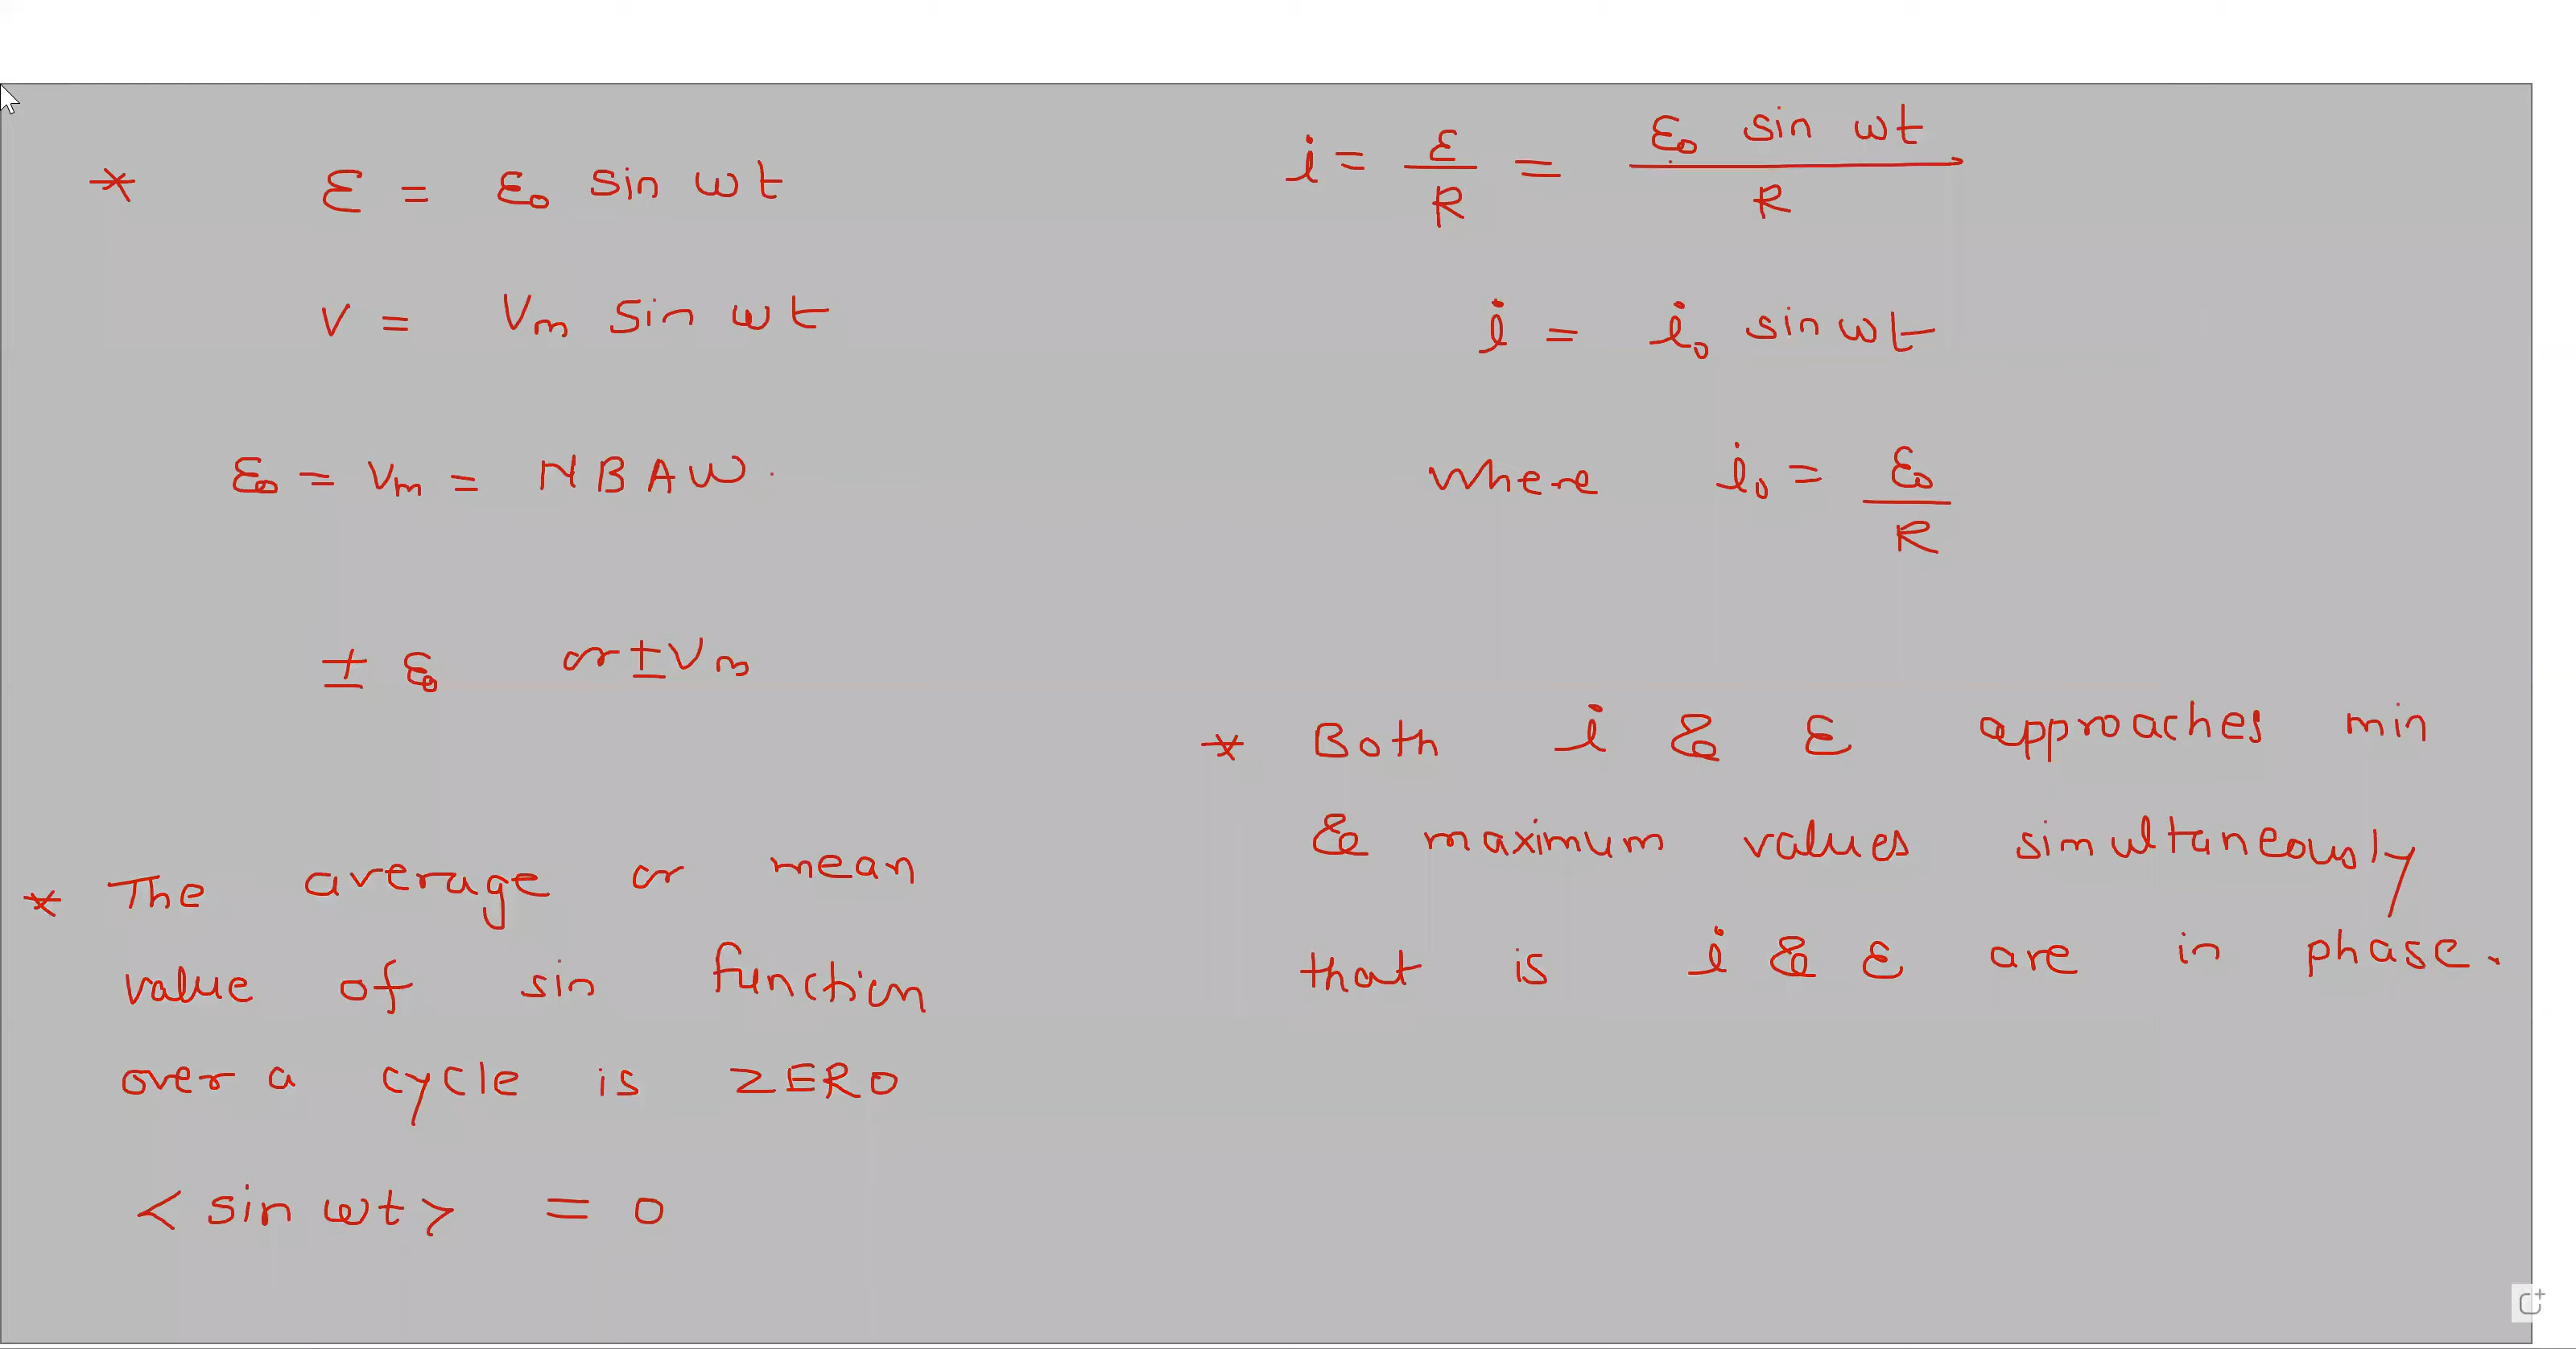 * ε = ε₀ sin ωt
v = Vm sin ωt
ε₀ = Vm = NBAω.
± ε₀ or ± Vm
* The average or mean
value of sin function
over a cycle is ZERO
< sin ωt > = 0
i = ε/R = ε₀ sin ωt/R
i = i₀ sin ωt
where i₀ = ε₀/R
* Both i & ε approaches min
& maximum values simultaneously
that is i & ε are in phase.